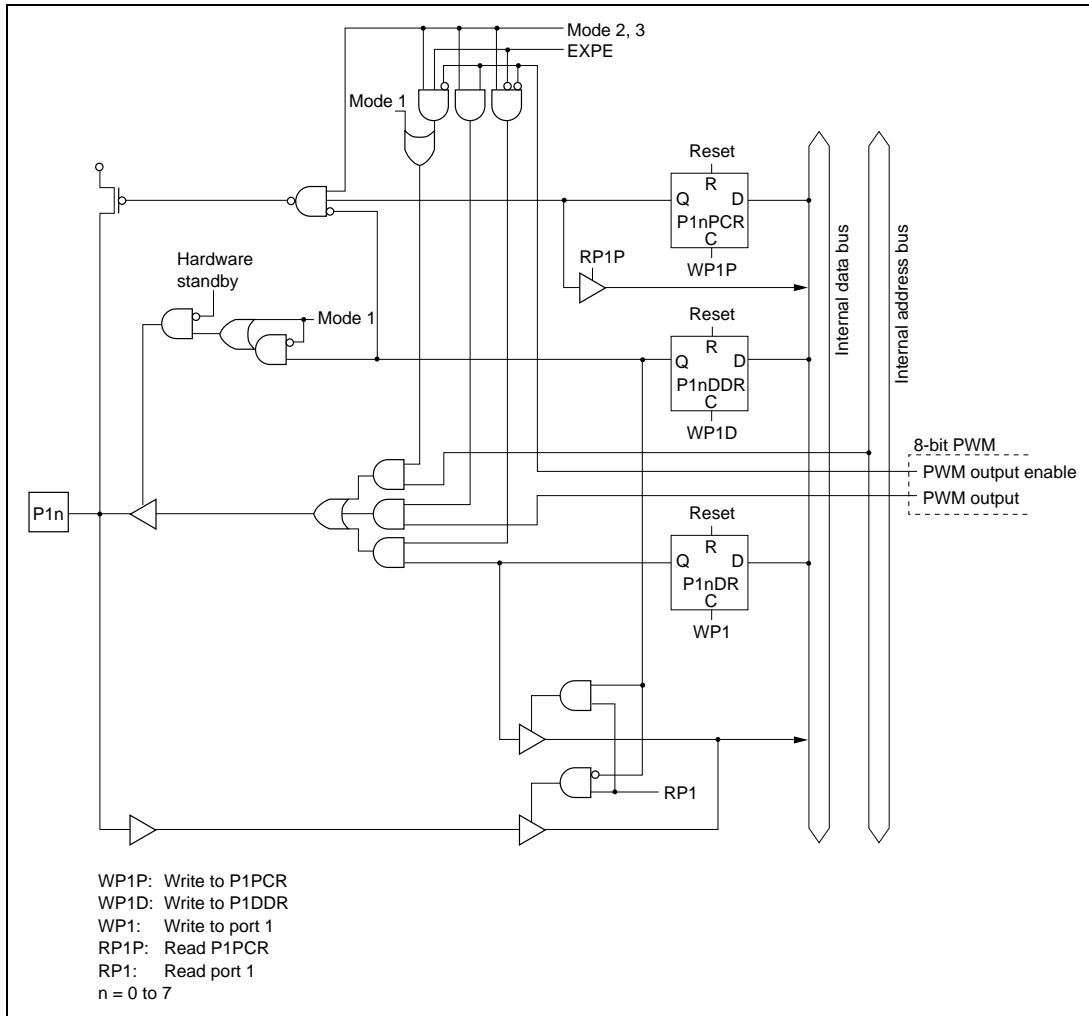 Mode 2, 3
EXPE
Mode 1
Reset
R
Q D
P1nPCR
C
WP1P
RP1P
Hardware
standby
Mode 1
Reset
R
Q D
P1nDDR
C
WP1D
Internal data bus
Internal address bus
8-bit PWM
PWM output enable
PWM output
P1n
Reset
R
Q D
P1nDR
C
WP1
RP1
WP1P: Write to P1PCR
WP1D: Write to P1DDR
WP1: Write to port 1
RP1P: Read P1PCR
RP1: Read port 1
n = 0 to 7